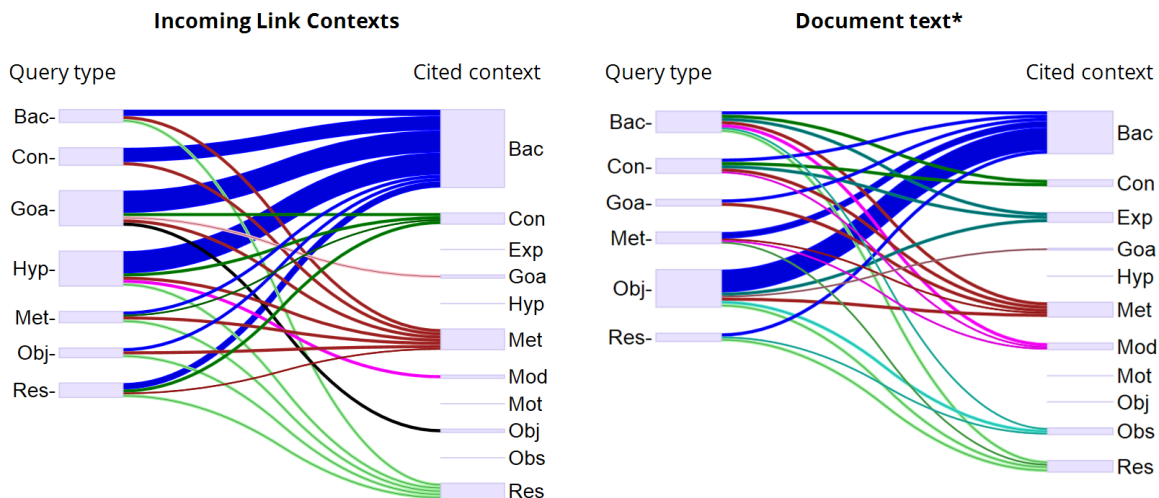 Incoming Link Contexts
Query type
Cited context
Bac-
Con-
Goa-
Hyp-
Met-
Obj-
Res-
Bac
Con
Exp
Goa
Hyp
Met
Mod
Mot
Obj
Obs
Res
Document text*
Query type
Cited context
Bac-
Con-
Goa-
Met-
Obj-
Res-
Bac
Con
Exp
Goa
Hyp
Met
Mod
Mot
Obj
Obs
Res